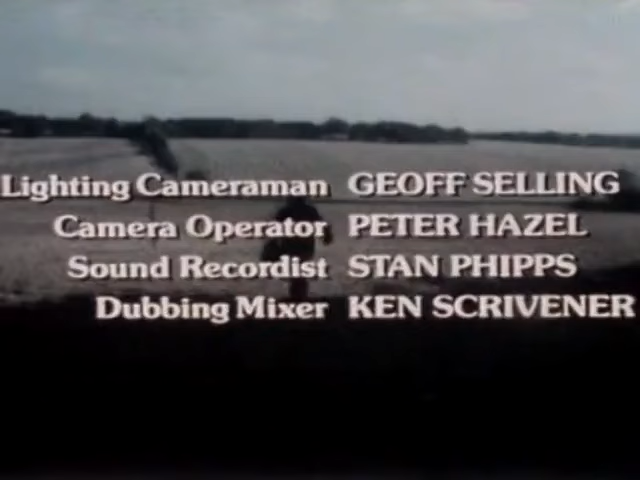 Lighting Cameraman GEOFF SELLING
Camera Operator PETER HAZEL
Sound Recordist STAN PHIPPS
Dubbing Mixer KEN SCRIVENER